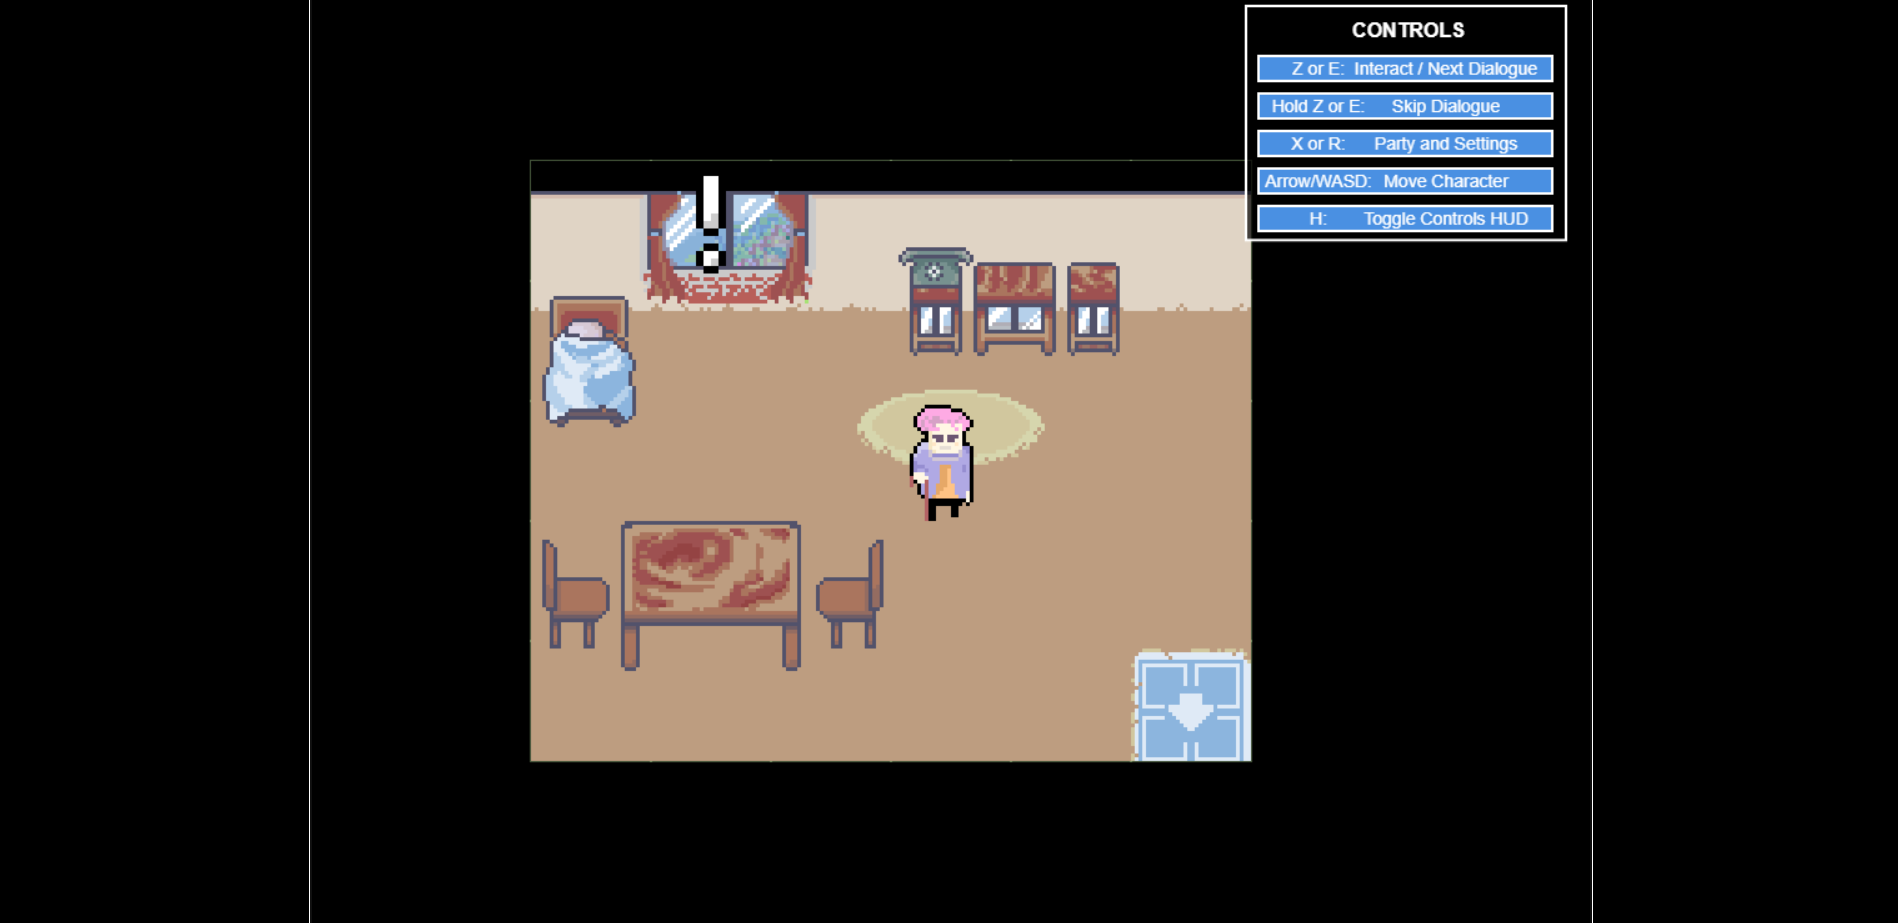 CONTROLS
Z or E: Interact / Next Dialogue
Hold Z or E: Skip Dialogue
X or R: Party and Settings
Arrow/WASD: Move Character
H: Toggle Controls HUD